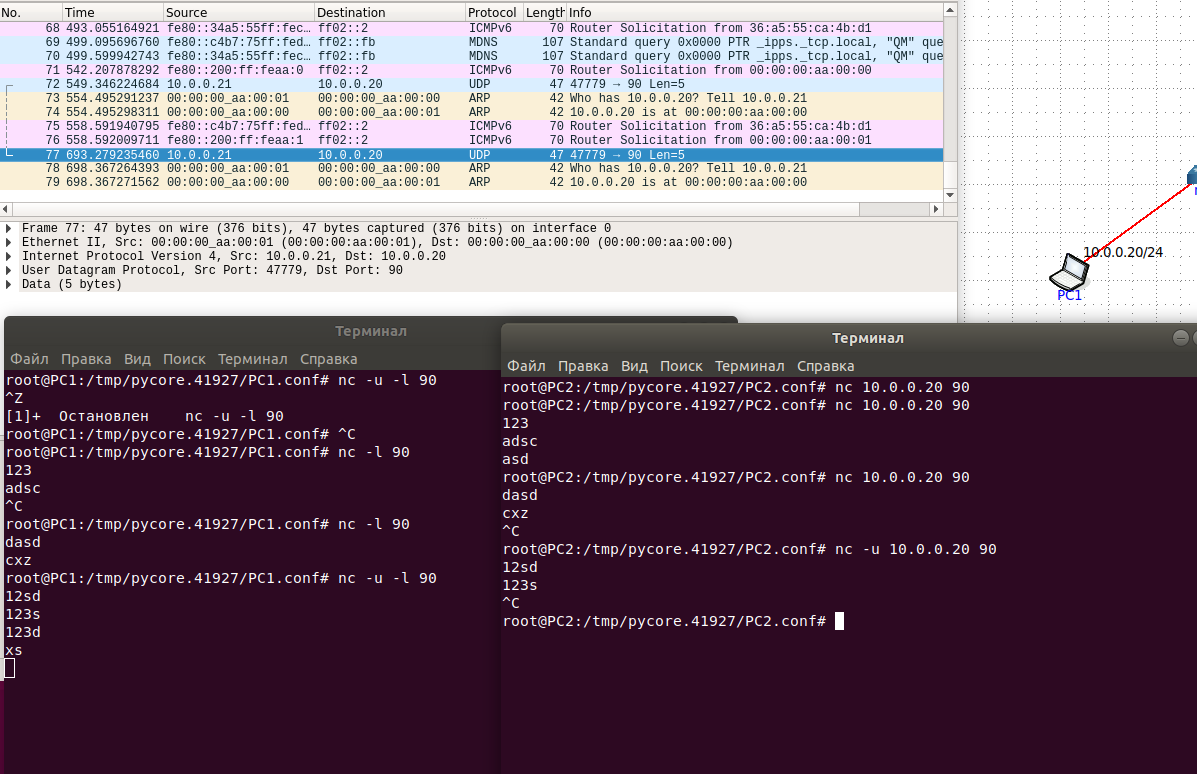 No. Time Source Destination Protocol Length Info
68 493.055164921 fe80::34a5:55ff:fec… ff02::2 ICMPv6 70 Router Solicitation from 36:a5:55:ca:4b:d1
69 499.095696760 fe80::c4b7:75ff:fed… ff02::fb MDNS 107 Standard query 0x0000 PTR _ipps._tcp.local, "QM" que
70 499.599942743 fe80::34a5:55ff:fec… ff02::fb MDNS 107 Standard query 0x0000 PTR _ipps._tcp.local, "QM" que
71 542.207878292 fe80::200:ff:feaa:0 ff02::2 ICMPv6 70 Router Solicitation from 00:00:00:aa:00:00
72 549.346224684 10.0.0.21 10.0.0.20 UDP 47 47779 → 90 Len=5
73 554.495291237 00:00:00_aa:00:01 00:00:00_aa:00:00 ARP 42 Who has 10.0.0.20? Tell 10.0.0.21
74 554.495298311 00:00:00_aa:00:00 00:00:00_aa:00:01 ARP 42 10.0.0.20 is at 00:00:00:aa:00:00
75 558.591940795 fe80::c4b7:75ff:fed… ff02::2 ICMPv6 70 Router Solicitation from 36:a5:55:ca:4b:d1
76 558.592009711 fe80::200:ff:feaa:1 ff02::2 ICMPv6 70 Router Solicitation from 00:00:00:aa:00:01
77 693.279235460 10.0.0.21 10.0.0.20 UDP 47 47779 → 90 Len=5
78 698.367264393 00:00:00_aa:00:01 00:00:00_aa:00:00 ARP 42 Who has 10.0.0.20? Tell 10.0.0.21
79 698.367271562 00:00:00_aa:00:00 00:00:00_aa:00:01 ARP 42 10.0.0.20 is at 00:00:00:aa:00:00
Frame 77: 47 bytes on wire (376 bits), 47 bytes captured (376 bits) on interface 0
Ethernet II, Src: 00:00:00_aa:00:01 (00:00:00:aa:00:01), Dst: 00:00:00_aa:00:00 (00:00:00:aa:00:00)
Internet Protocol Version 4, Src: 10.0.0.21, Dst: 10.0.0.20
User Datagram Protocol, Src Port: 47779, Dst Port: 90
Data (5 bytes)
10.0.0.20/24
PC1
Терминал
Файл Правка Вид Поиск Терминал Справка
root@PC1:/tmp/pycore.41927/PC1.conf# nc -u -l 90
^Z
[1]+ Остановлен nc -u -l 90
root@PC1:/tmp/pycore.41927/PC1.conf# ^C
root@PC1:/tmp/pycore.41927/PC1.conf# nc -l 90
123
adsc
^C
root@PC1:/tmp/pycore.41927/PC1.conf# nc -l 90
dasd
cxz
root@PC1:/tmp/pycore.41927/PC1.conf# nc -u -l 90
12sd
123s
123d
xs
Терминал
Файл Правка Вид Поиск Терминал Справка
root@PC2:/tmp/pycore.41927/PC2.conf# nc 10.0.0.20 90
root@PC2:/tmp/pycore.41927/PC2.conf# nc 10.0.0.20 90
123
adsc
asd
root@PC2:/tmp/pycore.41927/PC2.conf# nc 10.0.0.20 90
dasd
cxz
^C
root@PC2:/tmp/pycore.41927/PC2.conf# nc -u 10.0.0.20 90
12sd
123s
^C
root@PC2:/tmp/pycore.41927/PC2.conf#